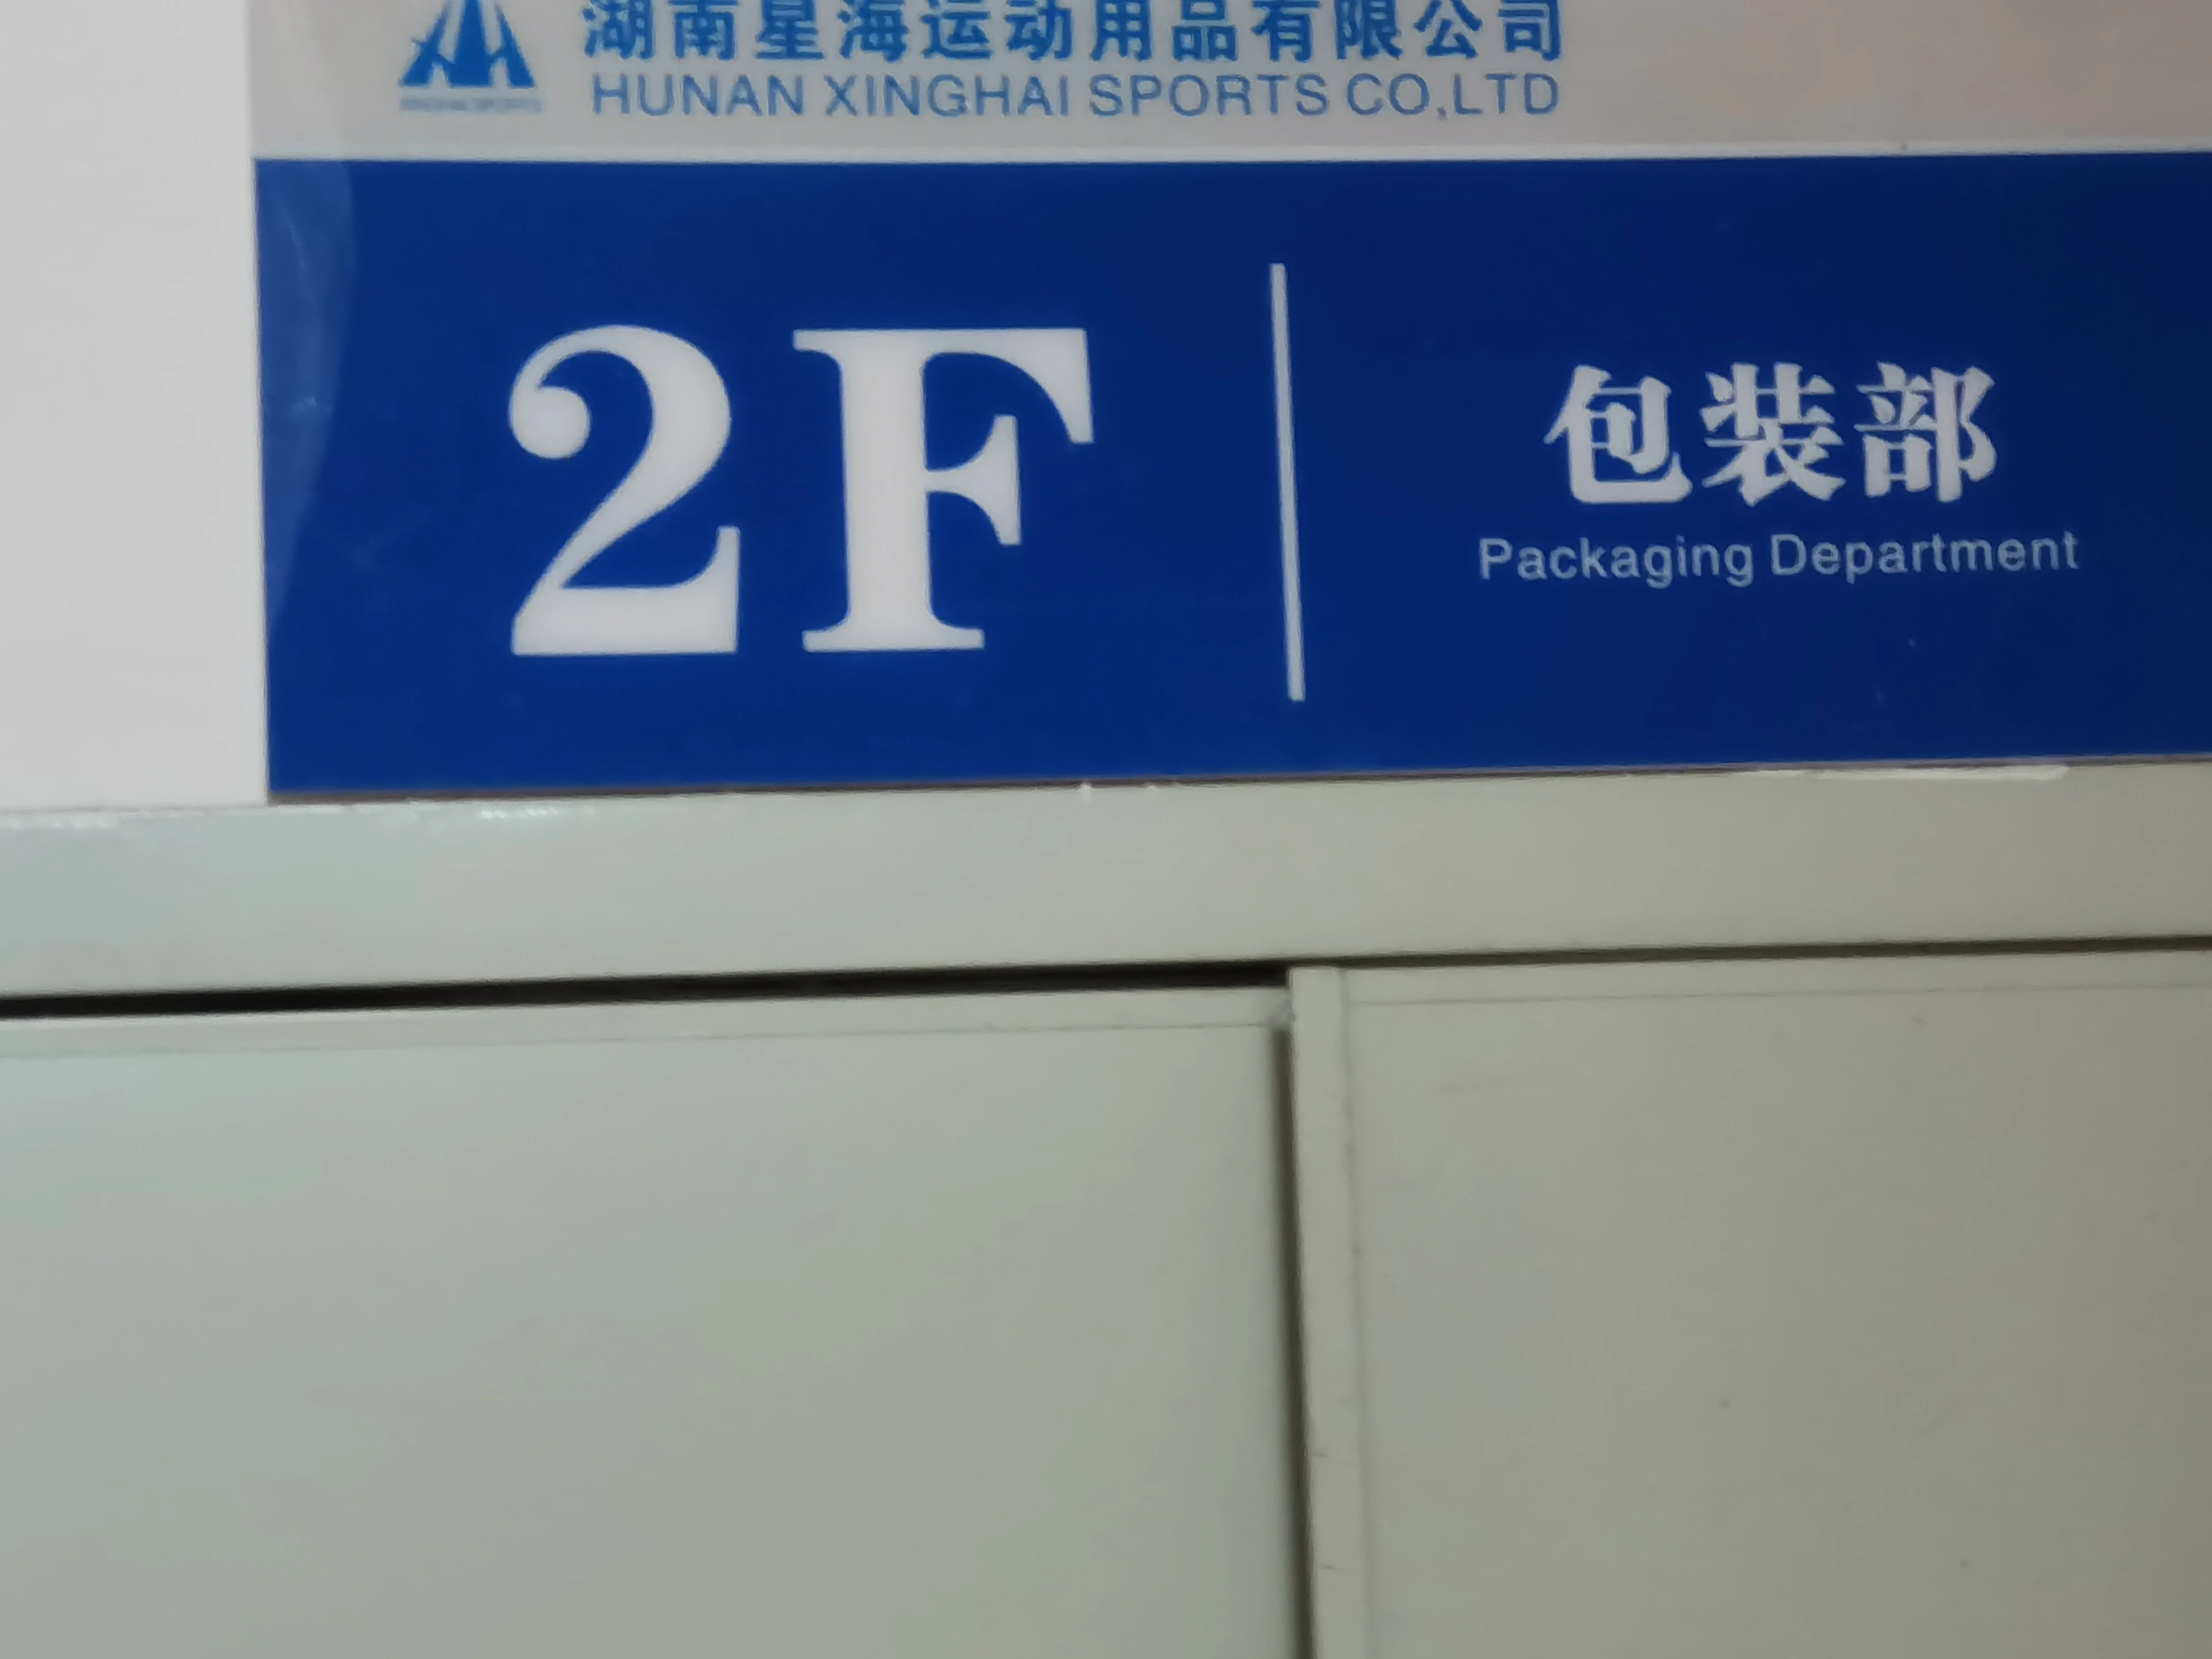 湖南星海运动用品有限公司
HUNAN XINGHAI SPORTS CO,LTD
2F
包装部
Packaging Department